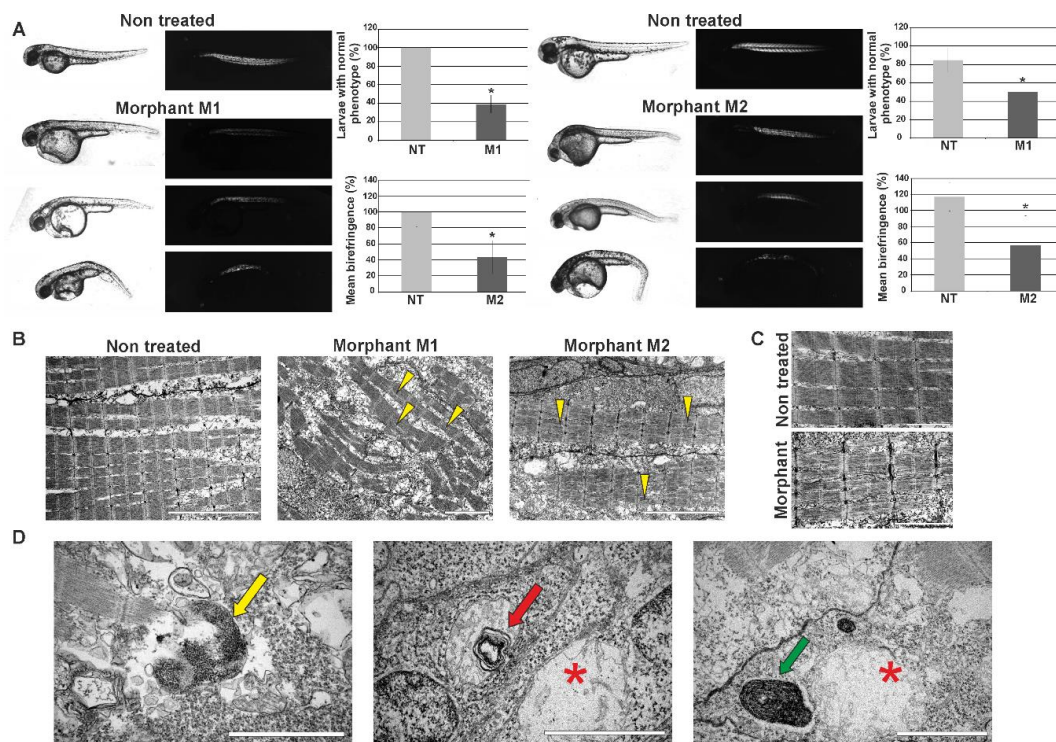 A
Non treated
Morphant M1
Larvae with normal
phenotype (%)
120
100
80
60
40
20
0
*
NT
M1
Mean birefringence (%)
140
120
100
80
60
40
20
0
*
NT
M2
Non treated
Morphant M2
Larvae with normal
phenotype (%)
120
100
80
60
40
20
0
*
NT
M1
Mean birefringence (%)
140
120
100
80
60
40
20
0
*
NT
M2
B
Non treated
Morphant M1
Morphant M2
C
Non treated
Morphant
D
*
*